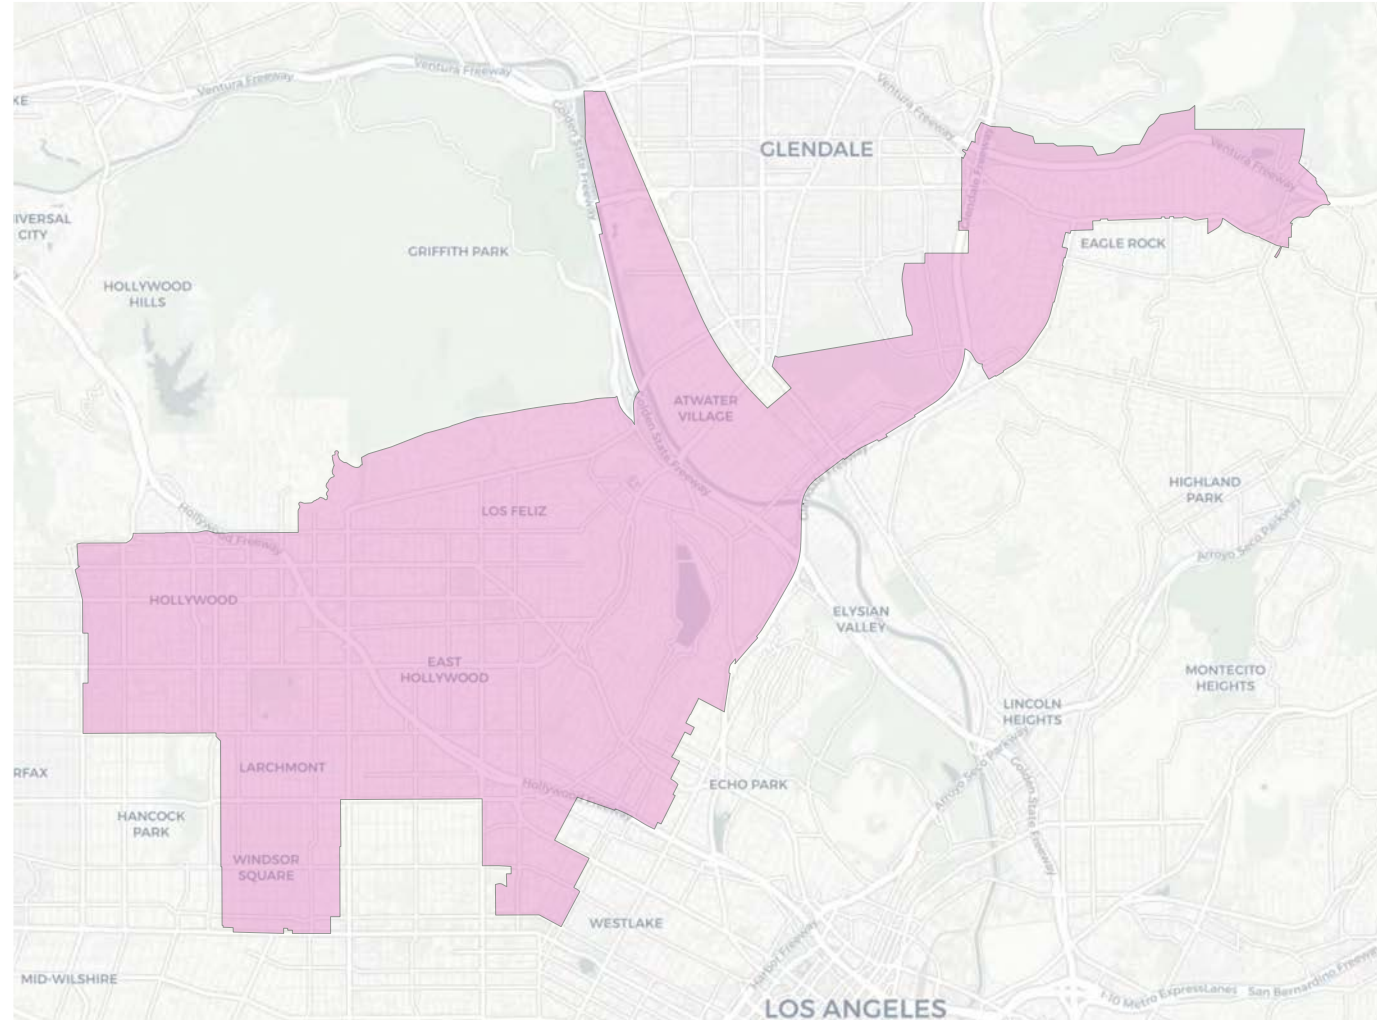 Ventura Freeway
Ventura Freeway
Ventura Freeway
KE
Golden State Freeway
GLENDALE
Glendale Freeway
Ventura Freeway
IVERSAL
CITY
GRIFFITH PARK
EAGLE ROCK
HOLLYWOOD
HILLS
ATWATER
VILLAGE
Golden State Freeway
HIGHLAND
PARK
Hollywood Freeway
LOS FELIZ
Arroyo Seco Parkway
HOLLYWOOD
ELYSIAN
VALLEY
EAST
HOLLYWOOD
MONTECITO
HEIGHTS
LINCOLN
HEIGHTS
RFAX
LARCHMONT
Hollywood Freeway
ECHO PARK
Arroyo Seco Parkway
Golden State Freeway
HANCOCK
PARK
WINDSOR
SQUARE
WESTLAKE
Harbor Freeway
MID-WILSHIRE
I-10 Metro ExpressLanes
San Bernardino Freeway
LOS ANGELES